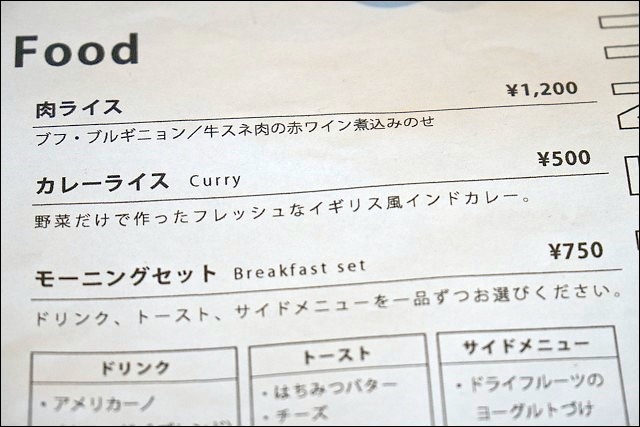 Food
肉ライス ¥1,200
ブフ・ブルギニョン／牛スネ肉の赤ワイン煮込みのせ
カレーライス Curry ¥500
野菜だけで作ったフレッシュなイギリス風インドカレー。
モーニングセット Breakfast set ¥750
ドリンク、トースト、サイドメニューを一品ずつお選びください。
ドリンク
・アメリカーノ
トースト
・はちみつバター
・チーズ
サイドメニュー
・ドライフルーツの
ヨーグルトづけ